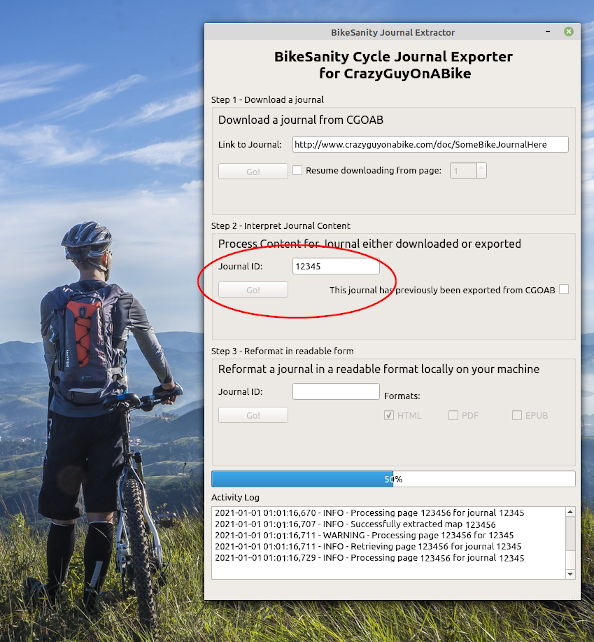 BikeSanity Journal Extractor
BikeSanity Cycle Journal Exporter
for CrazyGuyOnABike
Step 1 - Download a journal
Download a journal from CGOAB
Link to Journal: http://www.crazyguyonabike.com/doc/SomeBikeJournalHere
Go! Resume downloading from page: 1
Step 2 - Interpret Journal Content
Process Content for Journal either downloaded or exported
Journal ID: 12345
Go! This journal has previously been exported from CGOAB
Step 3 - Reformat in readable form
Reformat a journal in a readable format locally on your machine
Journal ID: Formats:
Go! HTML PDF EPUB
50%
Activity Log
2021-01-01 01:01:16,670 - INFO - Processing page 123456 for journal 12345
2021-01-01 01:01:16,707 - INFO - Successfully extracted map 123456
2021-01-01 01:01:16,711 - WARNING - Processing page 123456 for 12345
2021-01-01 01:01:16,711 - INFO - Retrieving page 123456 for journal 12345
2021-01-01 01:01:16,729 - INFO - Processing page 123456 for journal 12345